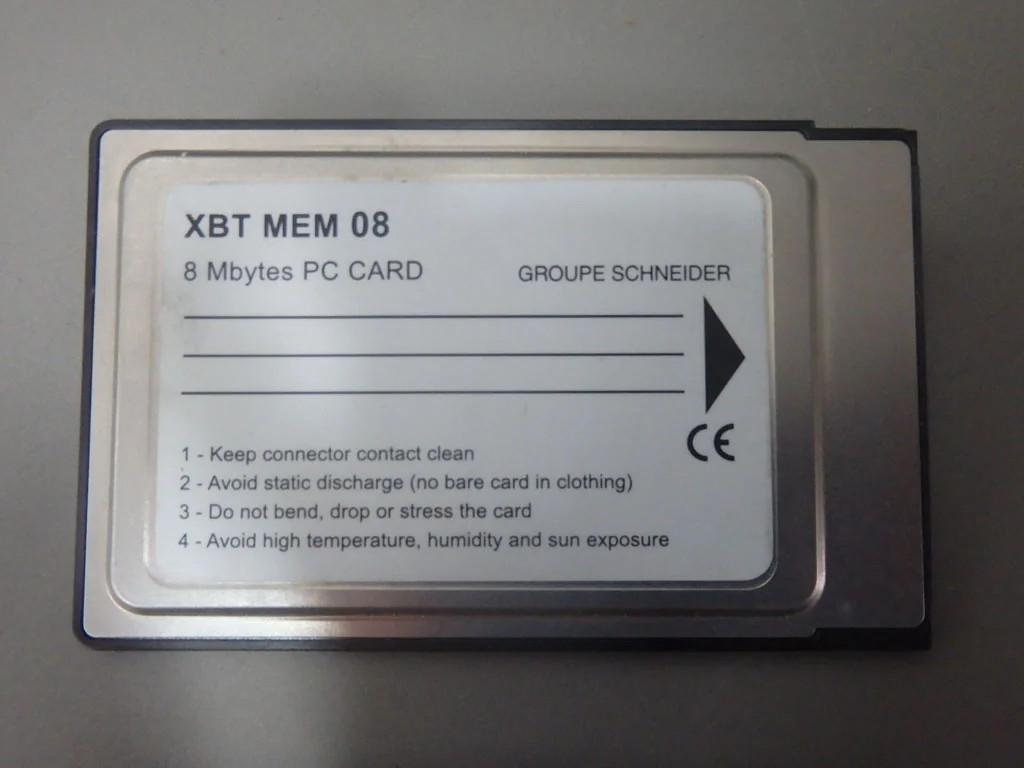 XBT MEM 08
8 Mbytes PC CARD GROUPE SCHNEIDER
CE
1 - Keep connector contact clean
2 - Avoid static discharge (no bare card in clothing)
3 - Do not bend, drop or stress the card
4 - Avoid high temperature, humidity and sun exposure